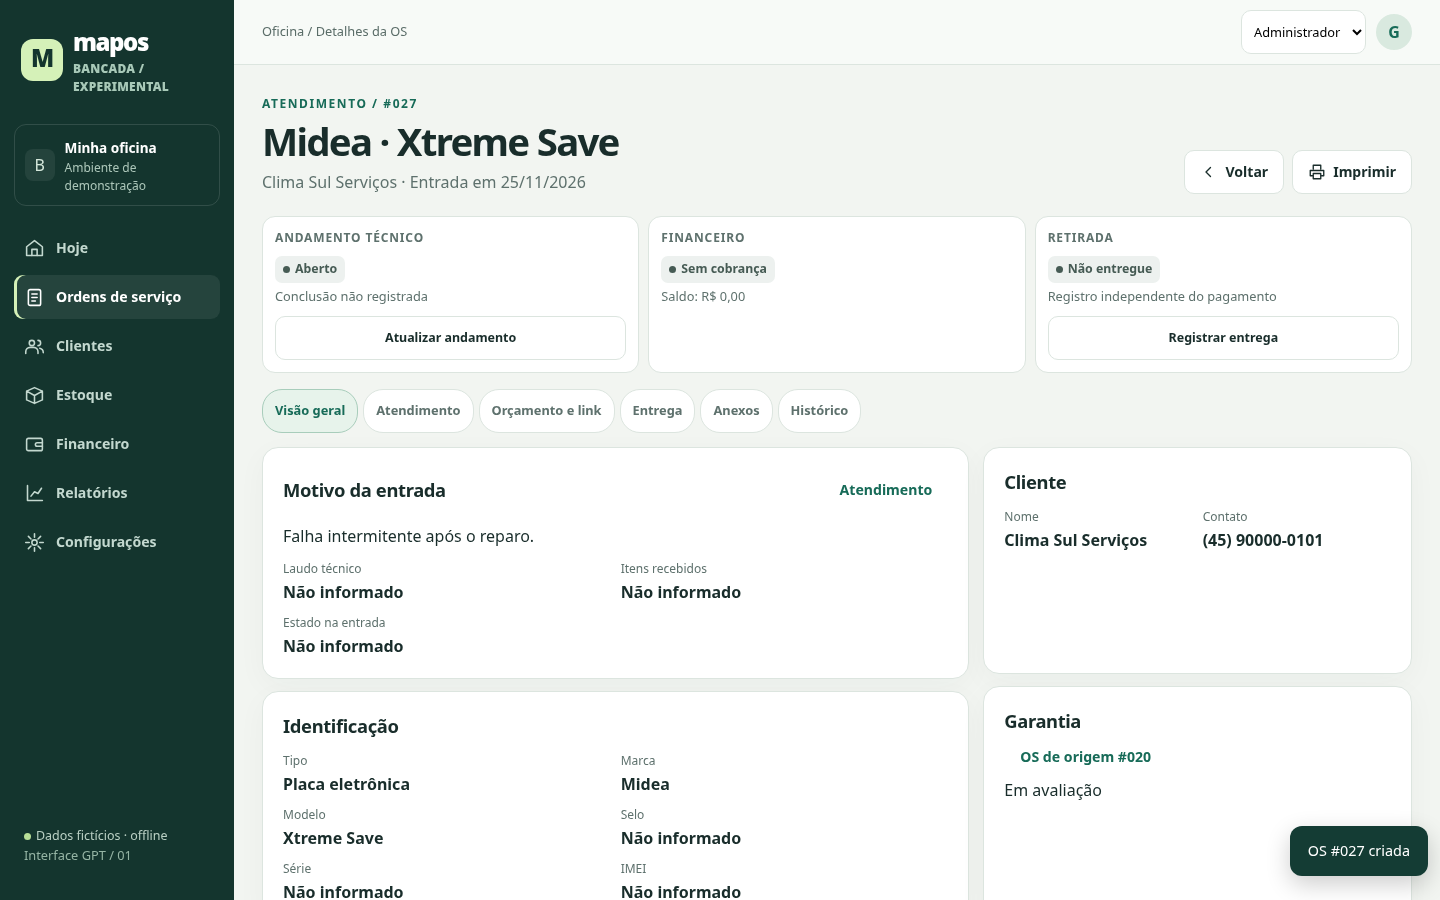 M
mapos
BANCADA /
EXPERIMENTAL
B
Minha oficina
Ambiente de
demonstração
Hoje
Ordens de serviço
Clientes
Estoque
Financeiro
Relatórios
Configurações
Dados fictícios · offline
Interface GPT / 01
Oficina / Detalhes da OS
Administrador
G
ATENDIMENTO / #027
Midea · Xtreme Save
Clima Sul Serviços · Entrada em 25/11/2026
Voltar
Imprimir
ANDAMENTO TÉCNICO
Aberto
Conclusão não registrada
Atualizar andamento
FINANCEIRO
Sem cobrança
Saldo: R$ 0,00
RETIRADA
Não entregue
Registro independente do pagamento
Registrar entrega
Visão geral
Atendimento
Orçamento e link
Entrega
Anexos
Histórico
Motivo da entrada
Atendimento
Falha intermitente após o reparo.
Laudo técnico
Não informado
Itens recebidos
Não informado
Estado na entrada
Não informado
Cliente
Nome
Clima Sul Serviços
Contato
(45) 90000-0101
Identificação
Tipo
Placa eletrônica
Marca
Midea
Modelo
Xtreme Save
Selo
Não informado
Série
Não informado
IMEI
Não informado
Garantia
OS de origem #020
Em avaliação
OS #027 criada